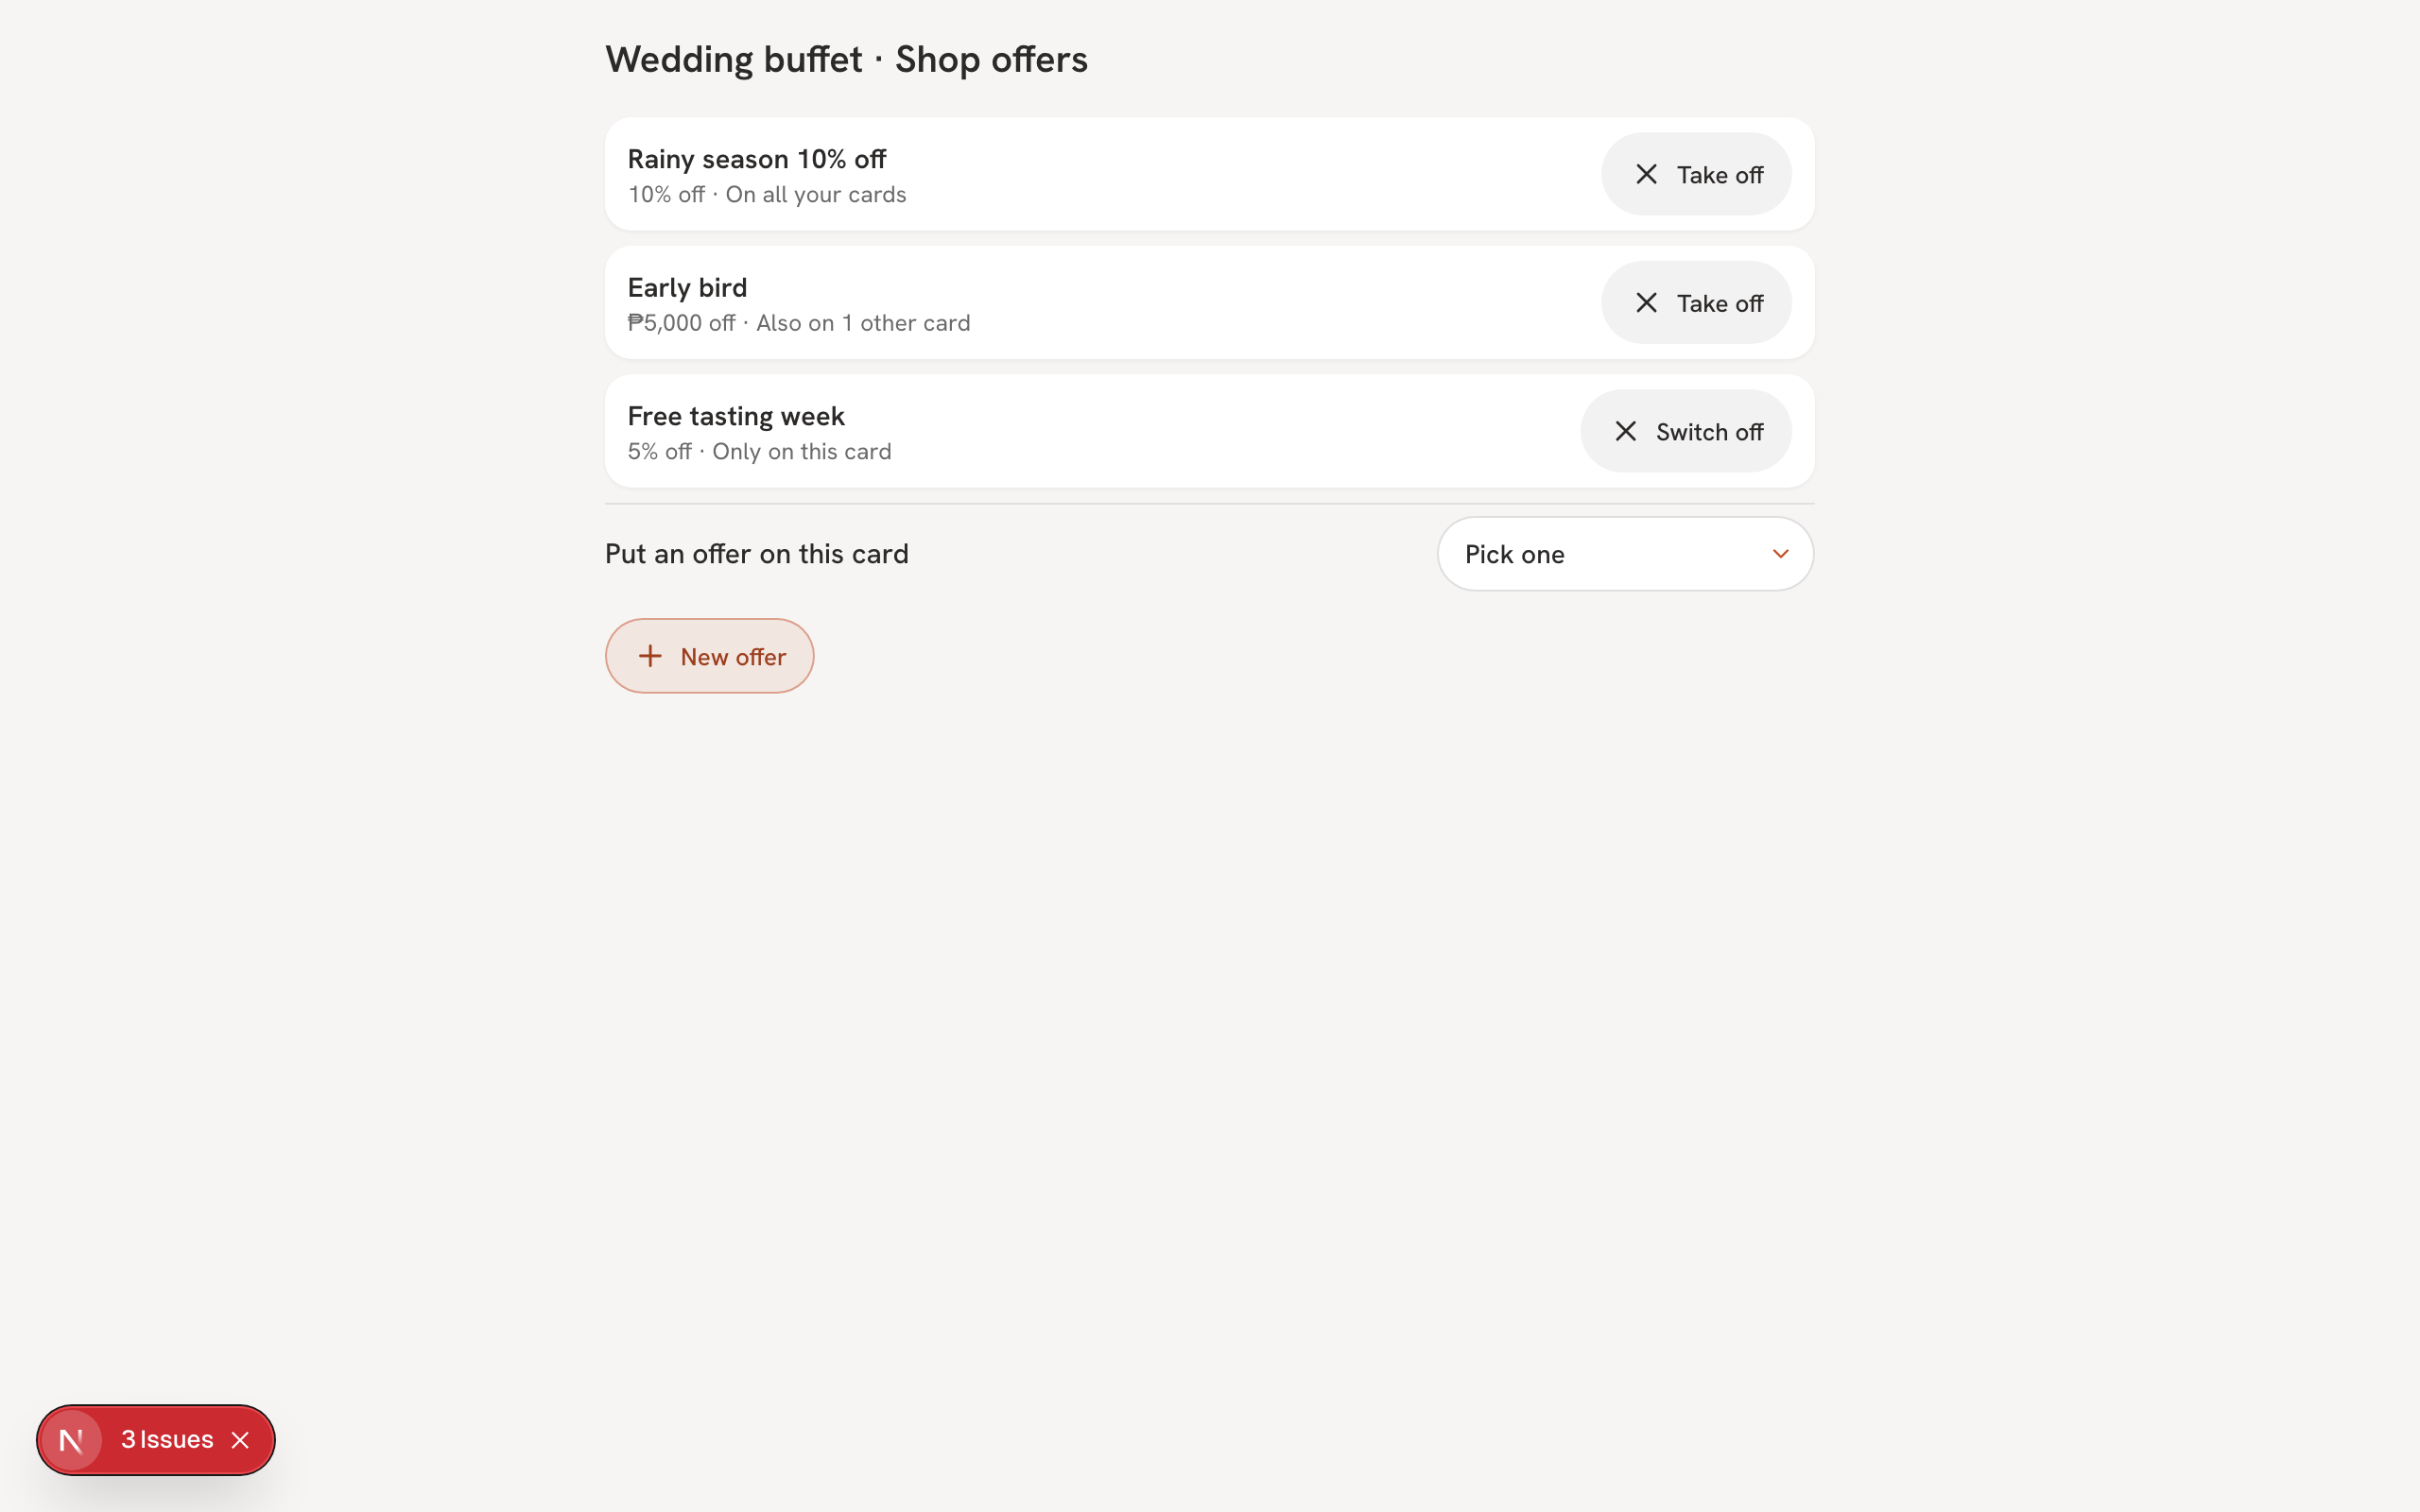 Wedding buffet · Shop offers
Rainy season 10% off
10% off · On all your cards
Take off
Early bird
₱5,000 off · Also on 1 other card
Take off
Free tasting week
5% off · Only on this card
Switch off
Put an offer on this card
Pick one
New offer
N
3 Issues